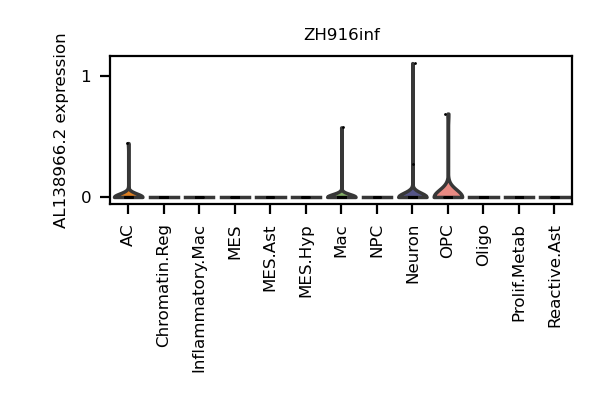 ZH916inf
AL138966.2 expression
1
0
AC
Chromatin.Reg
Inflammatory.Mac
MES
MES.Ast
MES.Hyp
Mac
NPC
Neuron
OPC
Oligo
Prolif.Metab
Reactive.Ast